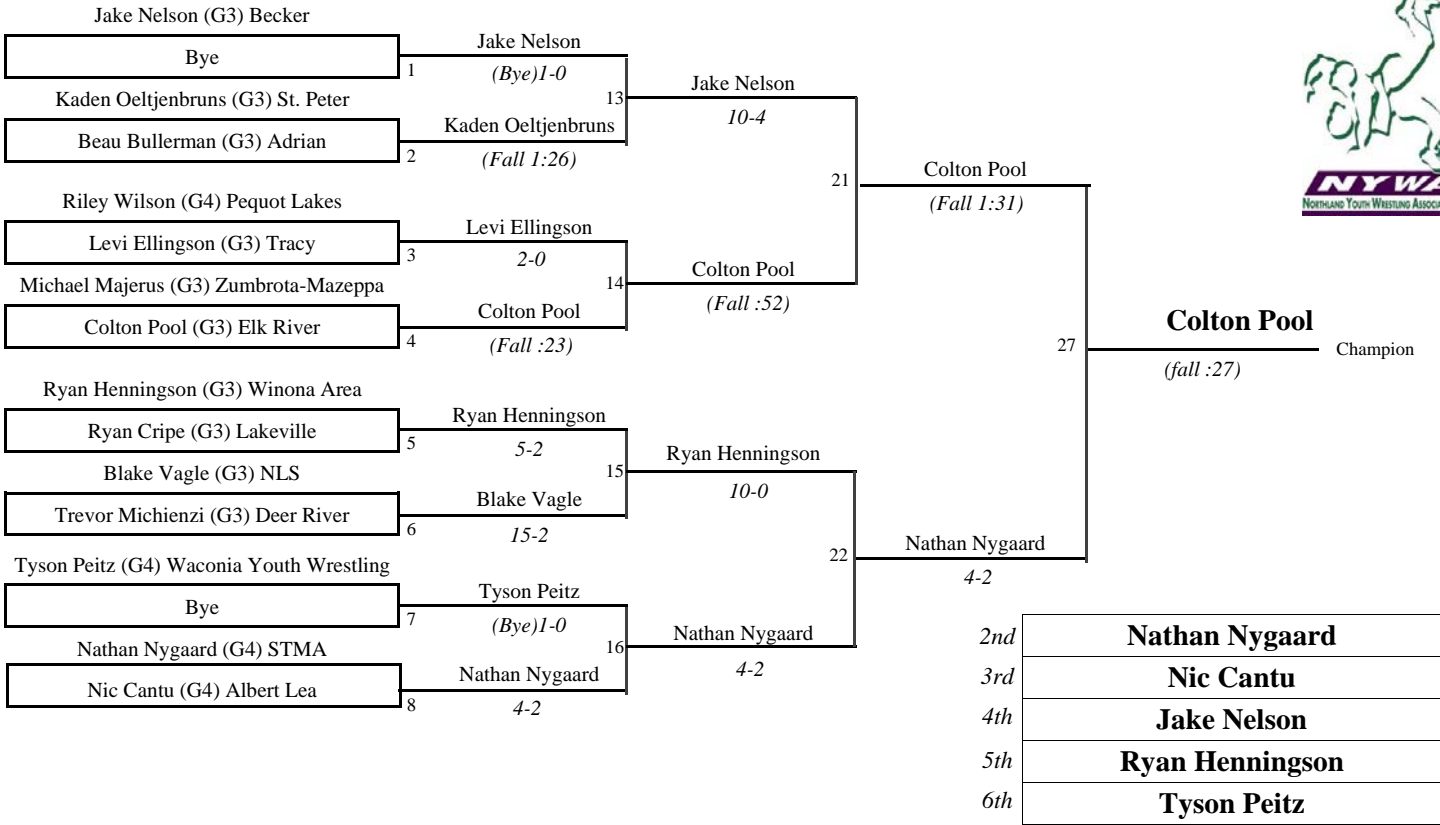 Jake Nelson (G3) Becker
Bye
1
Kaden Oeltjenbruns (G3) St. Peter
Beau Bullerman (G3) Adrian
2
Riley Wilson (G4) Pequot Lakes
Levi Ellingson (G3) Tracy
3
Michael Majerus (G3) Zumbrota-Mazeppa
Colton Pool (G3) Elk River
4
Ryan Henningson (G3) Winona Area
Ryan Cripe (G3) Lakeville
5
Blake Vagle (G3) NLS
Trevor Michienzi (G3) Deer River
6
Tyson Peitz (G4) Waconia Youth Wrestling
Bye
7
Nathan Nygaard (G4) STMA
Nic Cantu (G4) Albert Lea
8
Jake Nelson
(Bye)1-0
13
Kaden Oeltjenbruns
(Fall 1:26)
Levi Ellingson
2-0
14
Colton Pool
(Fall :23)
Ryan Henningson
5-2
15
Blake Vagle
15-2
Tyson Peitz
(Bye)1-0
16
Nathan Nygaard
4-2
Jake Nelson
10-4
21
Colton Pool
(Fall :52)
Ryan Henningson
10-0
22
Nathan Nygaard
4-2
Colton Pool
(Fall 1:31)
27
Nathan Nygaard
4-2
Colton Pool
Champion
(fall :27)
NYWA
NORTHLAND YOUTH WRESTLING
2nd Nathan Nygaard
3rd Nic Cantu
4th Jake Nelson
5th Ryan Henningson
6th Tyson Peitz